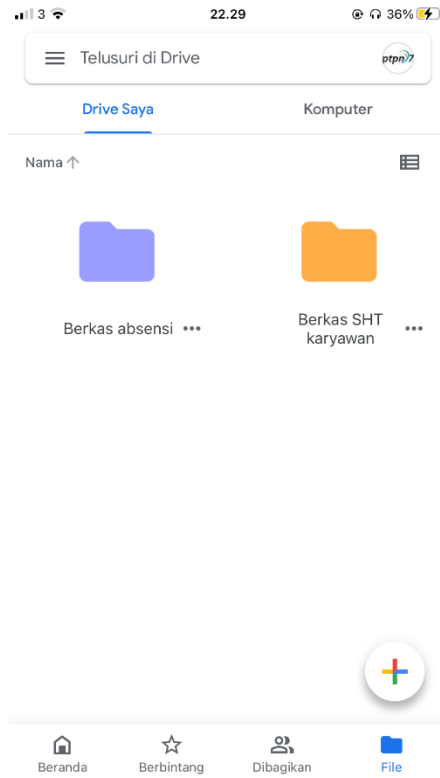 3 22.29 36%
Telusuri di Drive ptpn7
Drive Saya Komputer
Nama
Berkas absensi Berkas SHT
karyawan
Beranda Berbintang Dibagikan File